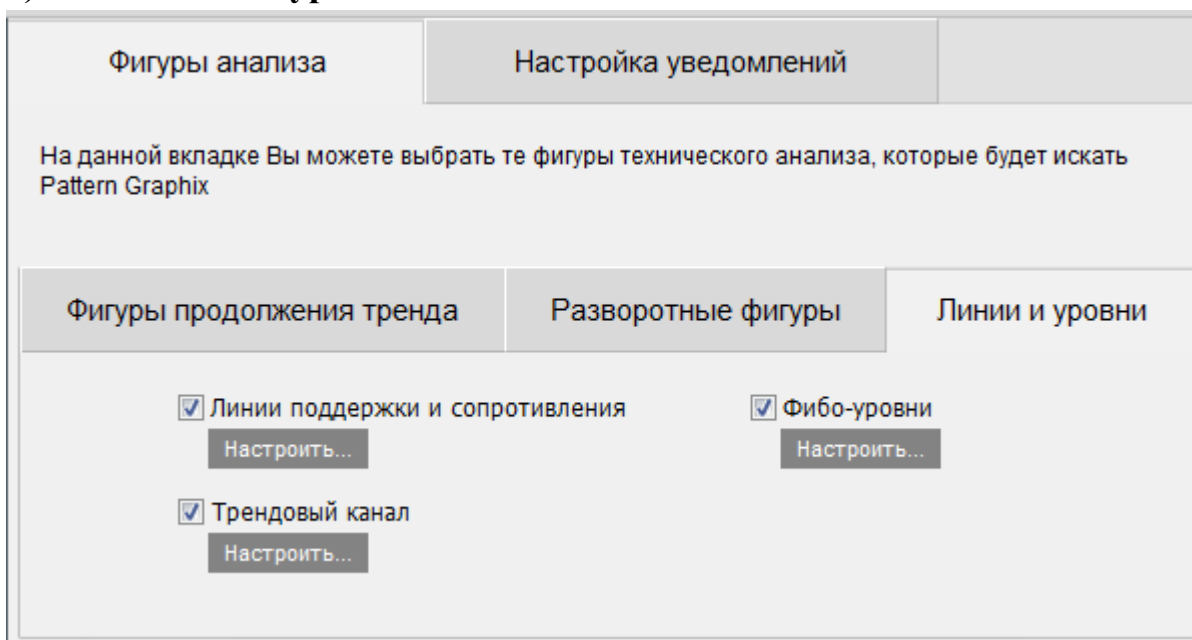 Фигуры анализа
Настройка уведомлений
На данной вкладке Вы можете выбрать те фигуры технического анализа, которые будет искать
Pattern Graphix
Фигуры продолжения тренда
Разворотные фигуры
Линии и уровни
Линии поддержки и сопротивления
Фибо-уровни
Настроить...
Настроить...
Трендовый канал
Настроить...